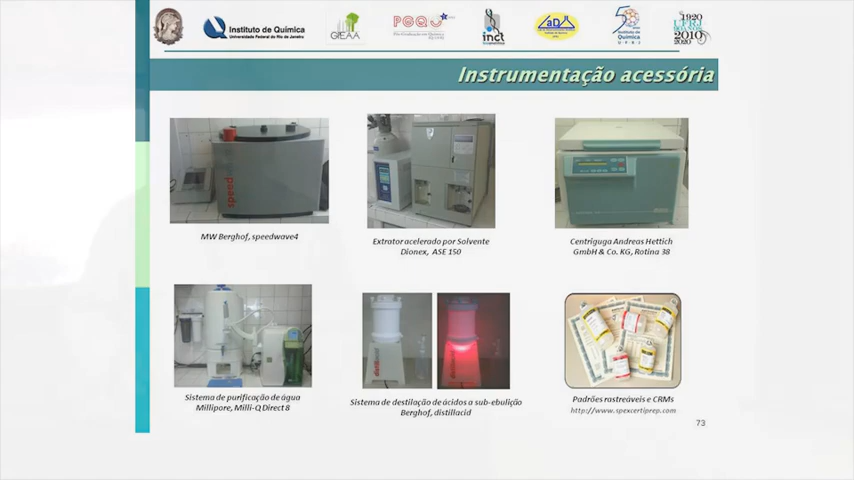 Instituto de Química
Universidade Federal do Rio de Janeiro
GIEAA
PGQU
inct
aD
50
Instituto de
Química
UFRJ
1920
UFRJ
2010
2020
Instrumentação acessória
speed
MW Berghof, speedwave4
Extrator acelerado por Solvente
Dionex, ASE 150
Centriguga Andreas Hettich
GmbH & Co. KG, Rotina 38
Sistema de purificação de água
Millipore, Milli-Q Direct 8
Sistema de destilação de ácidos a sub-ebulição
Berghof, distillacid
Padrões rastreáveis e CRMs
http://www.spexcertiprep.com
73